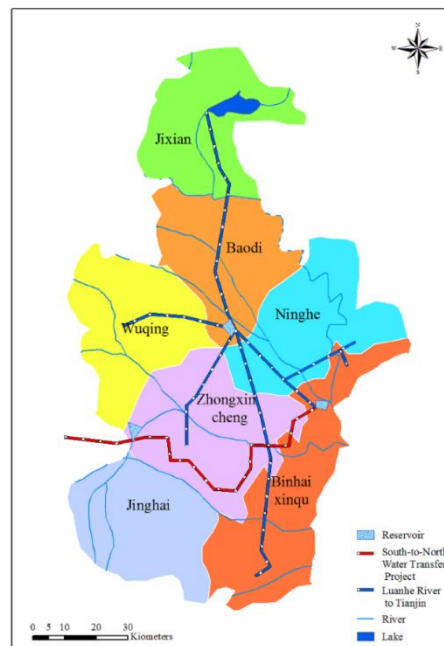 N
W
E
S
Jixian
Baodi
Ninghe
Wuqing
Zhongxin
cheng
Binhai
xinqu
Jinghai
Reservoir
South-to-North
Water Transfer
Project
Luanhe River
to Tianjin
River
Lake
0 5 10 20 30
Kiometers